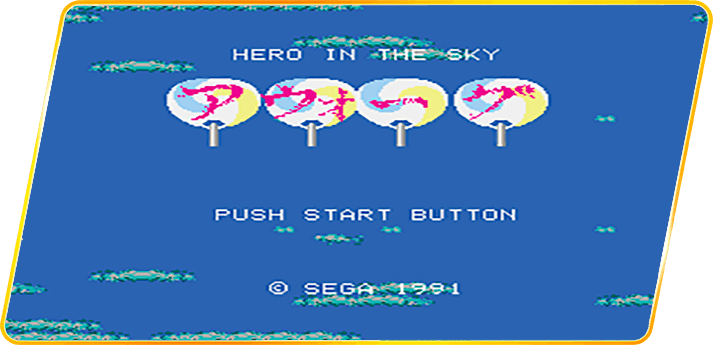 HERO IN THE SKY
アウォーグ
PUSH START BUTTON
© SEGA 1991